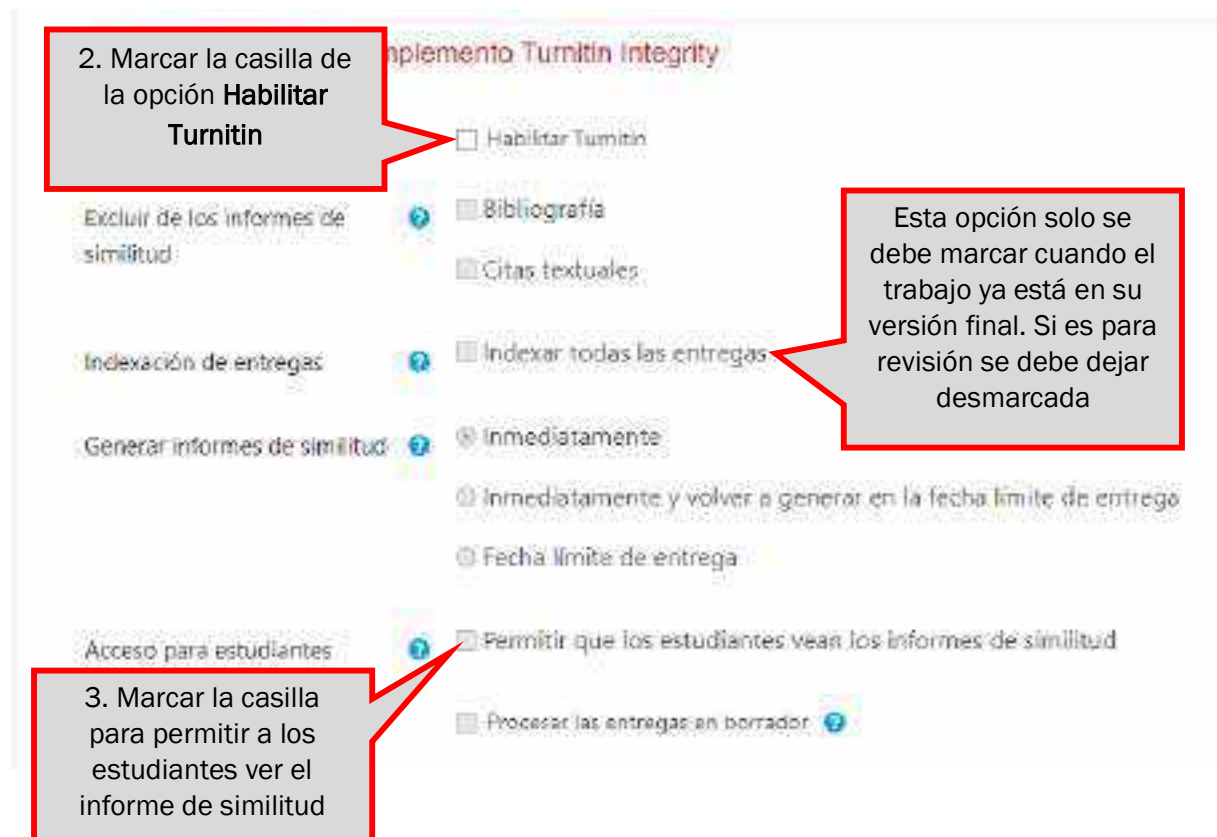 2. Marcar la casilla de
la opción Habilitar
Turnitin
mplemento Turnitin Integrity
Habilitar Turnitin
Excluir de los informes de
similitud
Bibliografía
Citas textuales
Esta opción solo se
debe marcar cuando el
trabajo ya está en su
versión final. Si es para
revisión se debe dejar
desmarcada
Indexación de entregas
Indexar todas las entregas
Generar informes de similitud
Inmediatamente
Inmediatamente y volver a generar en la fecha límite de entrega
Fecha límite de entrega
Acceso para estudiantes
Permitir que los estudiantes vean los informes de similitud
3. Marcar la casilla
para permitir a los
estudiantes ver el
informe de similitud
Procesar las entregas en borrador